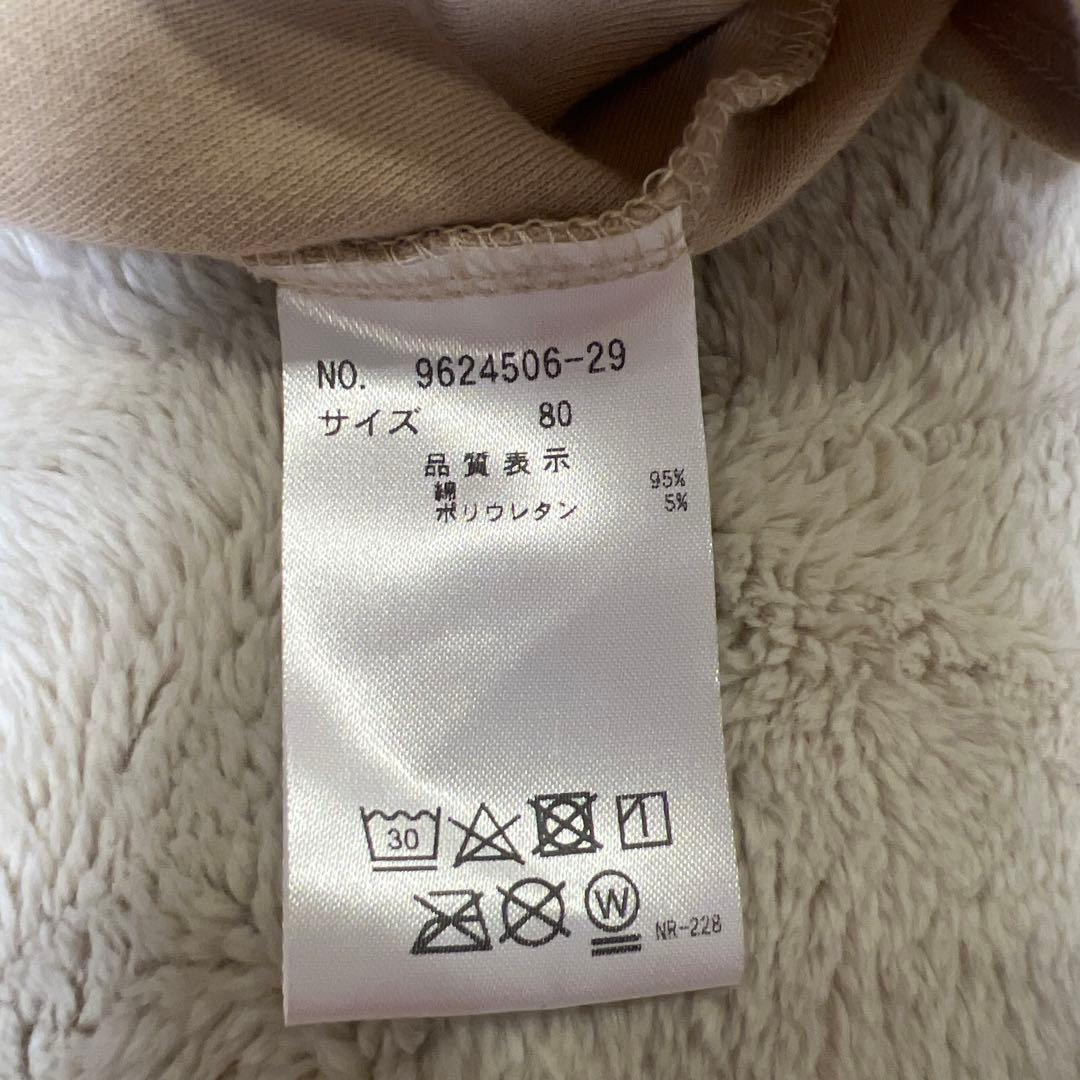 NO. 9624506-29
サイズ 80
品質表示
綿 95%
ポリウレタン 5%
30
W
NR-228